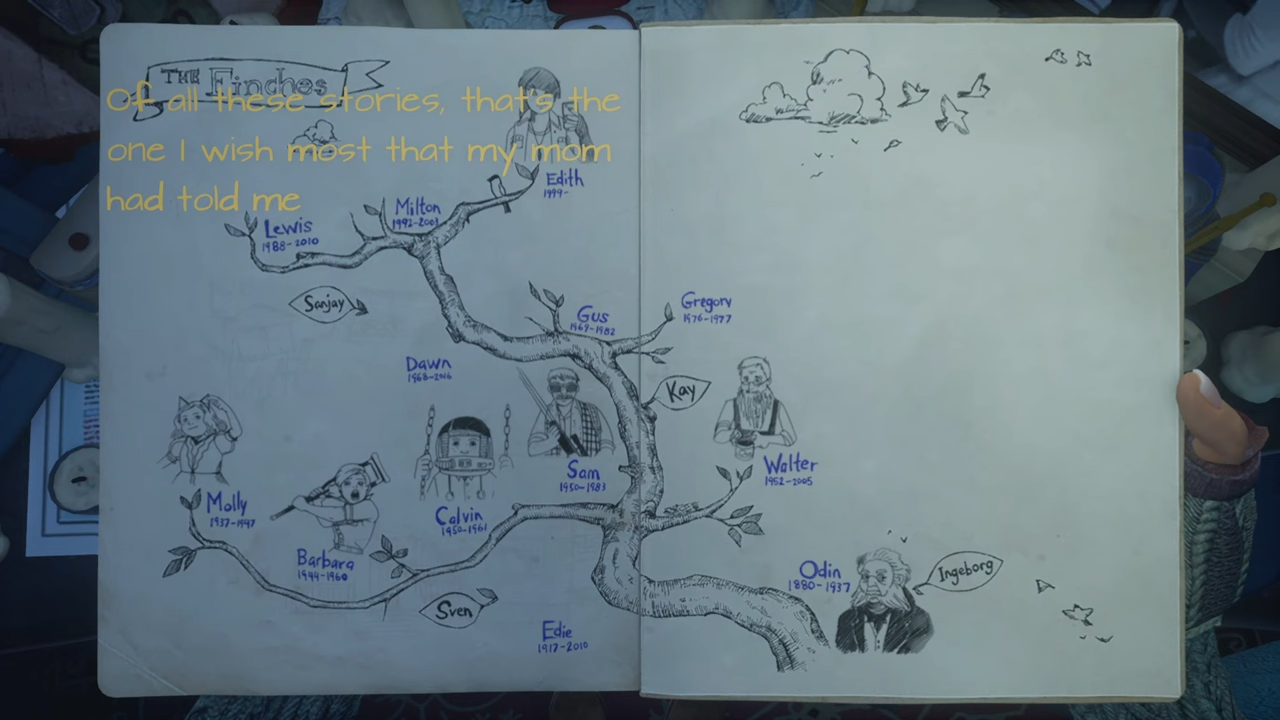 THE Finches
Of all these stories, that's the
one I wish most that my mom
had told me
Edith
1999-
Milton
1992-2003
Lewis
1988-2010
Sanjay
Gus
1969-1982
Gregory
1976-1977
Dawn
1968-2016
Kay
Sam
1950-1983
Walter
1952-2005
Molly
1937-1947
Calvin
1950-1961
Barbara
1944-1960
Odin
1880-1937
Ingeborg
Sven
Edie
1917-2010